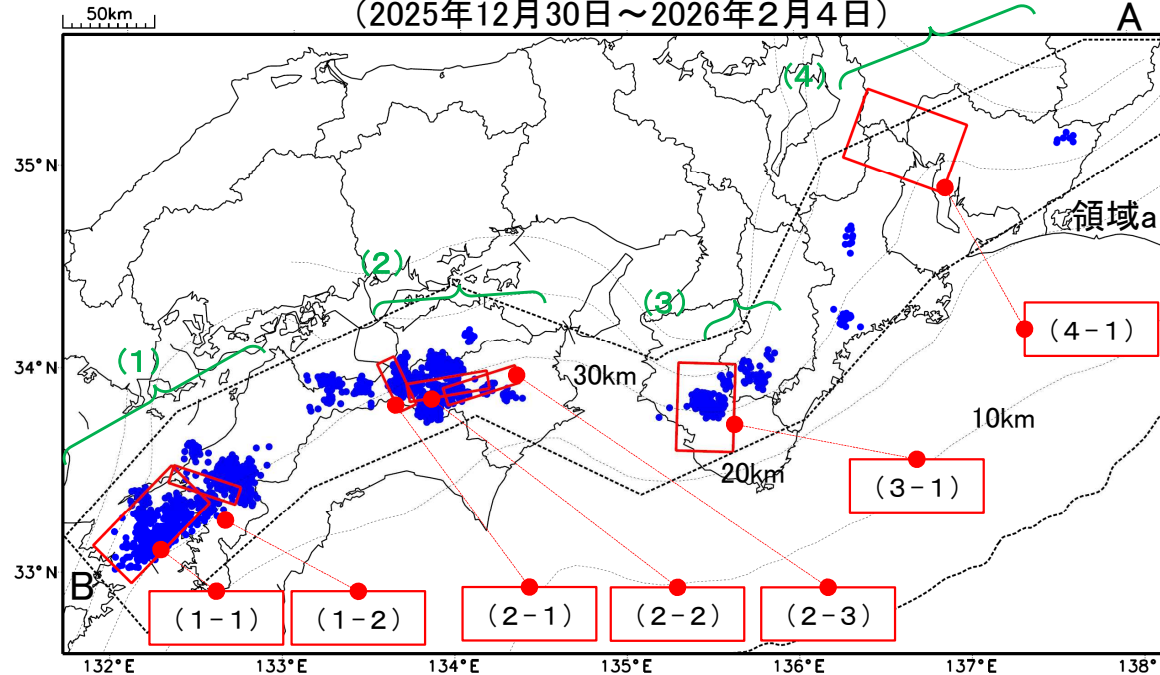 50km
(2025年12月30日～2026年２月４日)
A
(4)
35°N
領域a
(2)
(3)
(４-１)
(1)
34°N
30km
10km
20km
(３-１)
33°N
B
(１-１)
(１-２)
(２-１)
(２-２)
(２-３)
132°E
133°E
134°E
135°E
136°E
137°E
138°